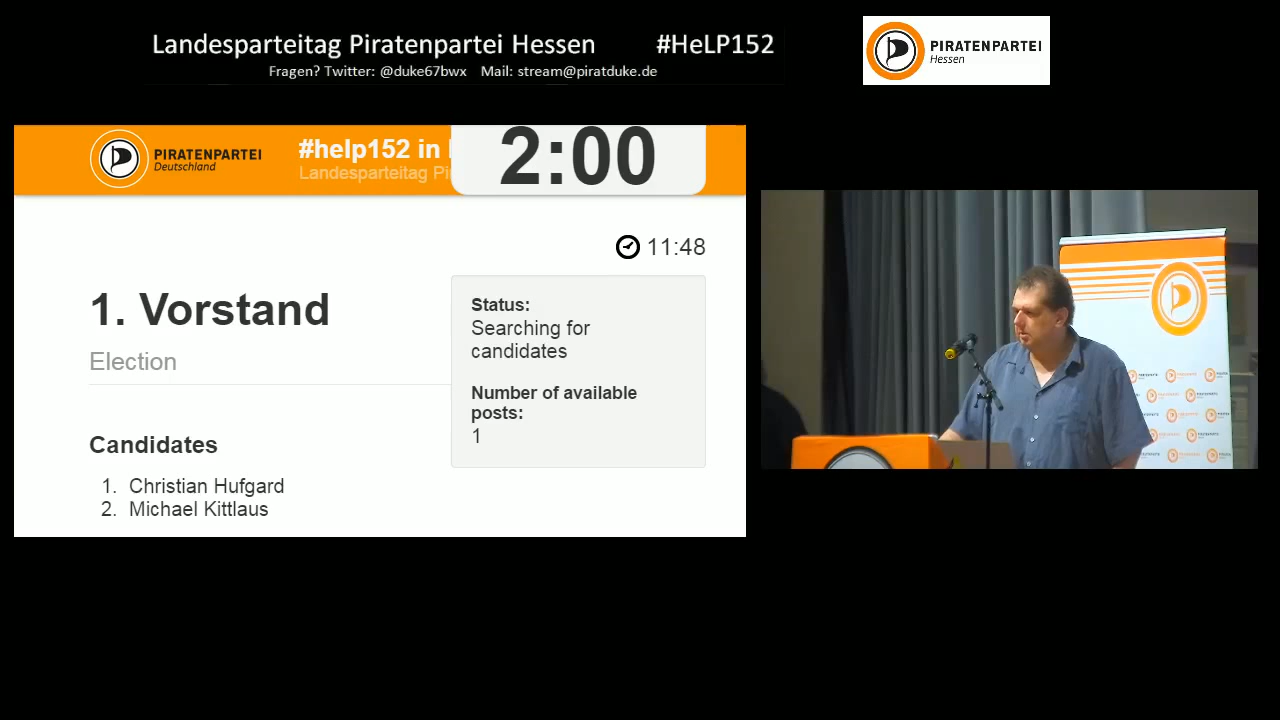 Landesparteitag Piratenpartei Hessen #HeLP152
Fragen? Twitter: @duke67bwx Mail: stream@piratduke.de
PIRATENPARTEI
Hessen
PIRATENPARTEI
Deutschland
#help152 in
Landesparteitag Pi
2:00
11:48
1. Vorstand
Election
Status:
Searching for
candidates
Number of available
posts:
1
Candidates
1. Christian Hufgard
2. Michael Kittlaus